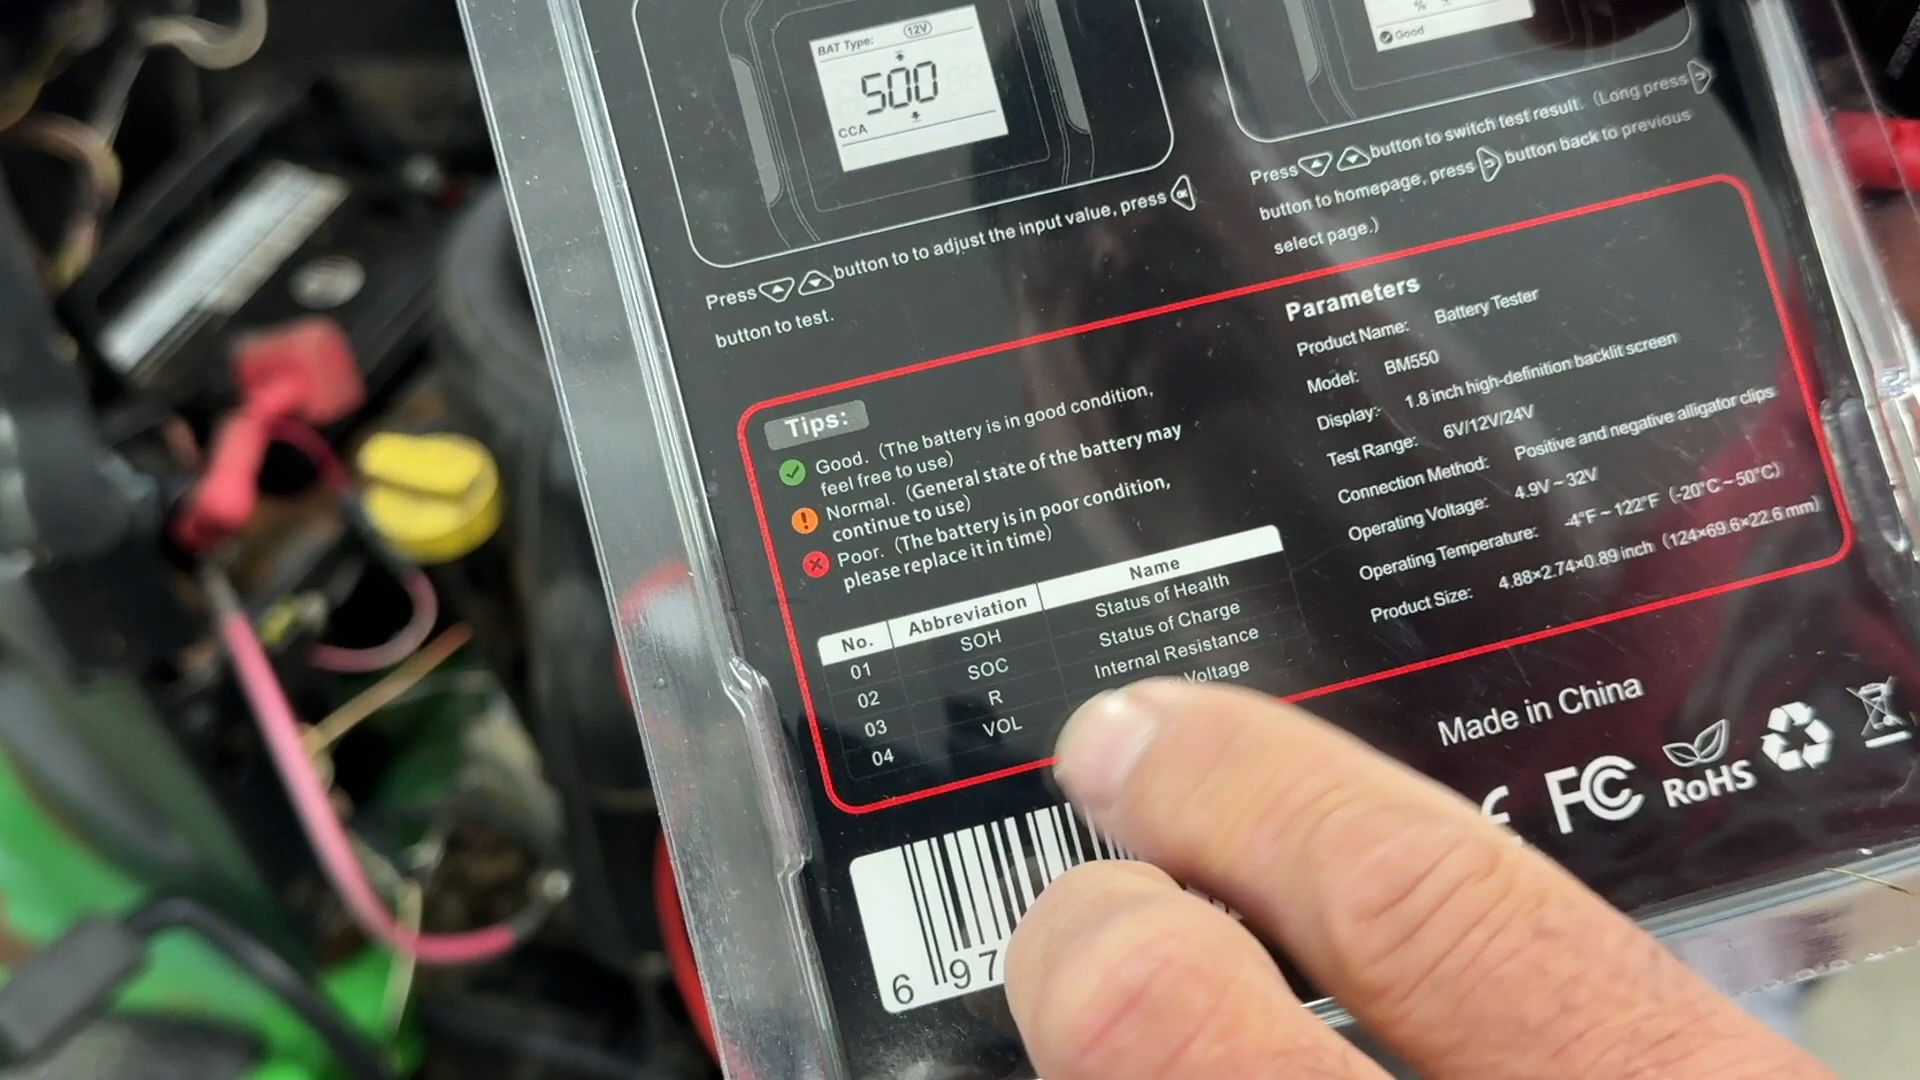 BAT Type: 12V
500
CCA
Press button to to adjust the input value, press OK
button to test.
%
Good
Press button to switch test result. (Long press
button to homepage, press button back to previous
select page.)
Tips:
Good. (The battery is in good condition,
feel free to use)
Normal. (General state of the battery may
continue to use)
Poor. (The battery is in poor condition,
please replace it in time)
No. Abbreviation Name
01 SOH Status of Health
02 SOC Status of Charge
03 R Internal Resistance
04 VOL Voltage
Parameters
Product Name: Battery Tester
Model: BM550
Display: 1.8 inch high-definition backlit screen
Test Range: 6V/12V/24V
Connection Method: Positive and negative alligator clips
Operating Voltage: 4.9V~32V
Operating Temperature: -4°F~122°F (-20°C~50°C)
Product Size: 4.88×2.74×0.89 inch (124×69.6×22.6 mm)
Made in China
FC
RoHS
6 97